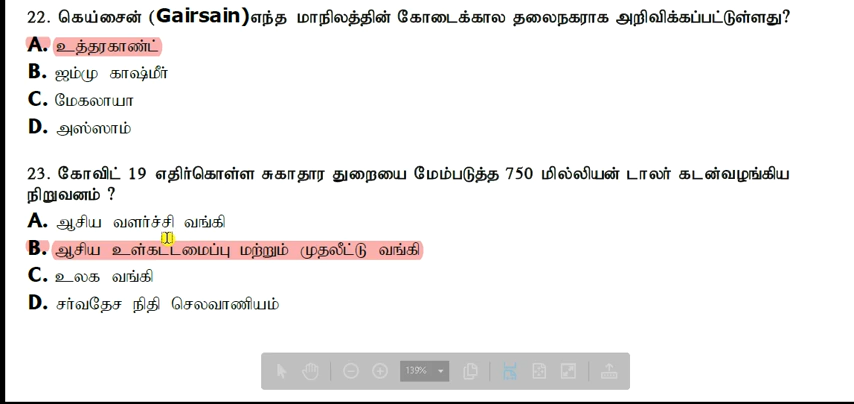 22. கெய்சைன் (Gairsain)எந்த மாநிலத்தின் கோடைக்கால தலைநகராக அறிவிக்கப்பட்டுள்ளது?
A. உத்தரகாண்ட்
B. ஜம்மு காஷ்மீர்
C. மேகலாயா
D. அஸ்ஸாம்
23. கோவிட் 19 எதிர்கொள்ள சுகாதார துறையை மேம்படுத்த 750 மில்லியன் டாலர் கடன்வழங்கிய
நிறுவனம் ?
A. ஆசிய வளர்ச்சி வங்கி
B. ஆசிய உள்கட்டமைப்பு மற்றும் முதலீட்டு வங்கி
C. உலக வங்கி
D. சர்வதேச நிதி செலவாணியம்
139%